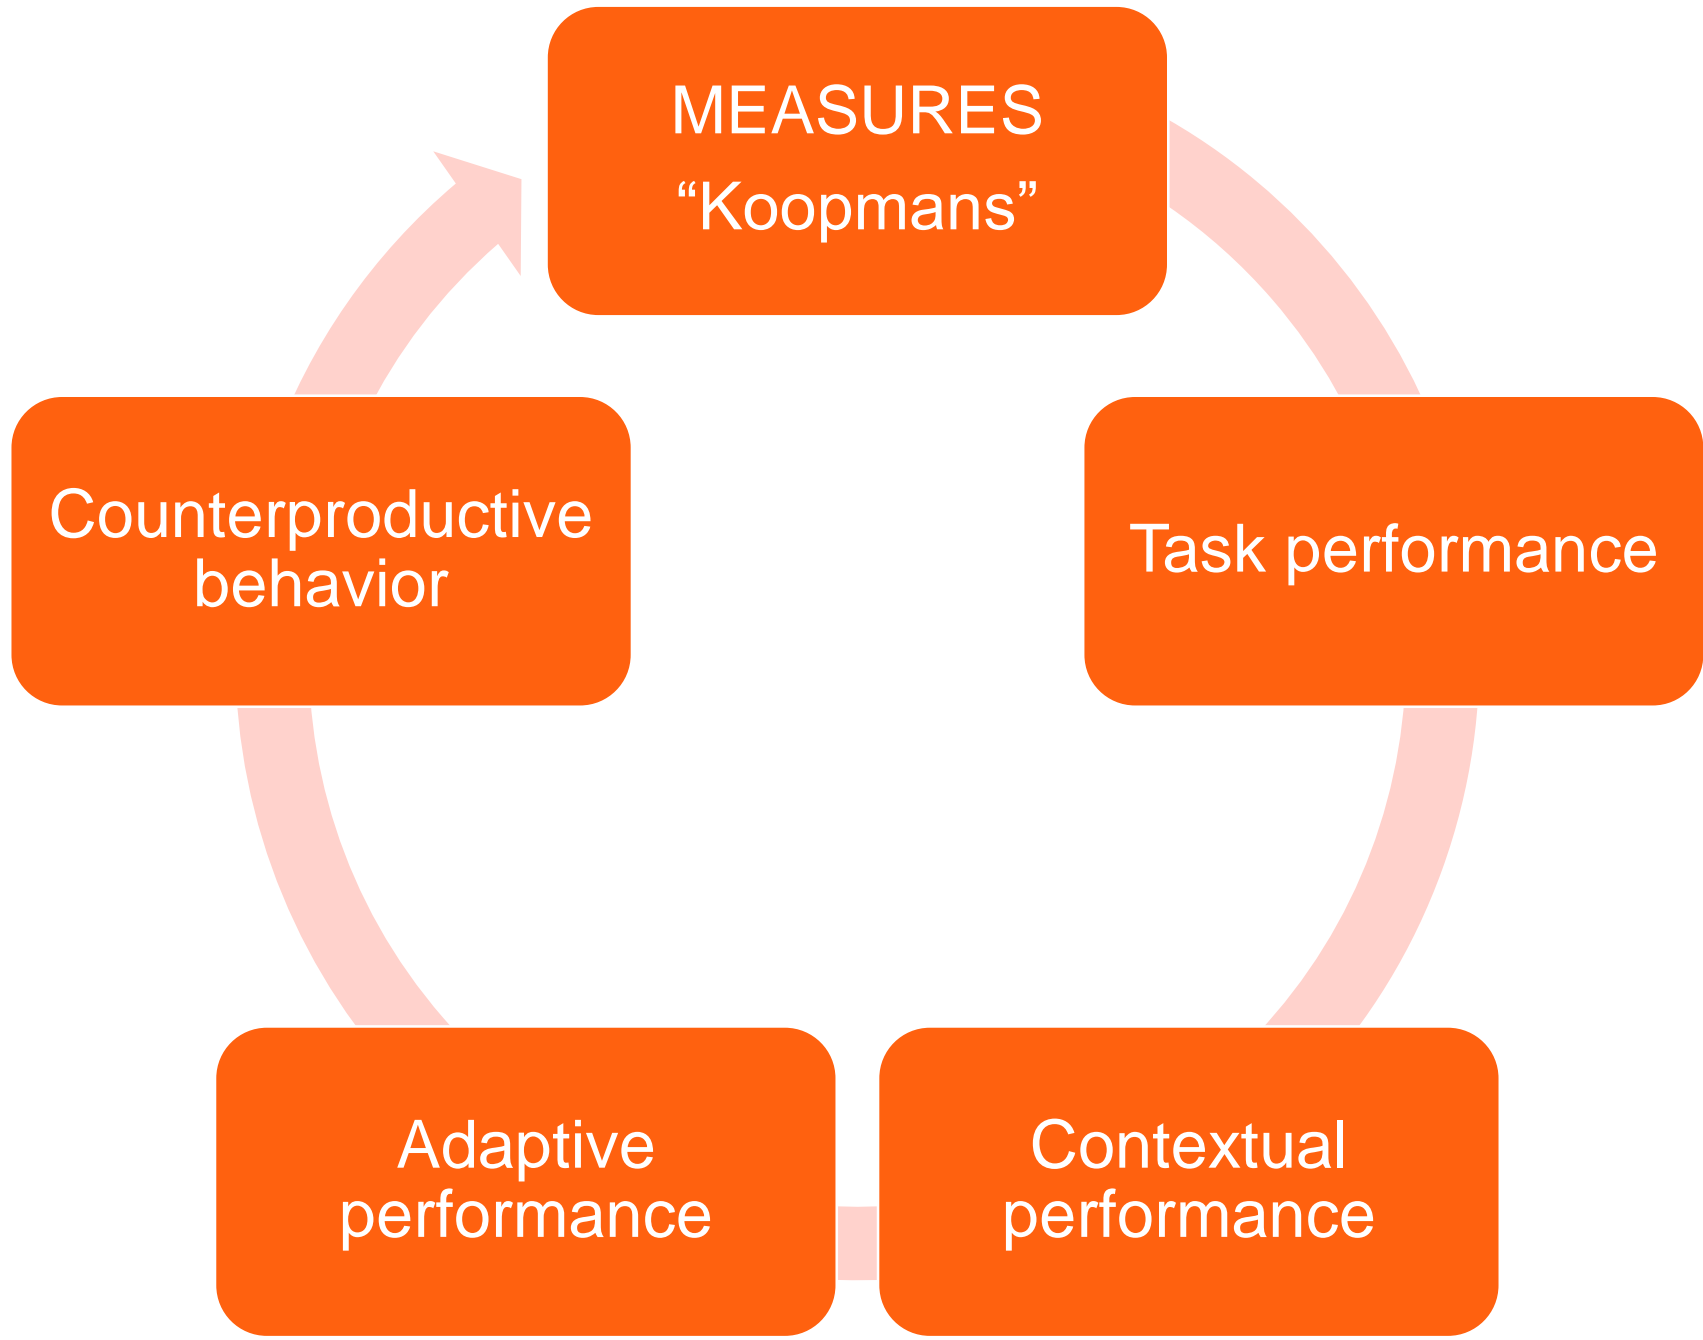 MEASURES
“Koopmans”
Task performance
Contextual
performance
Adaptive
performance
Counterproductive
behavior